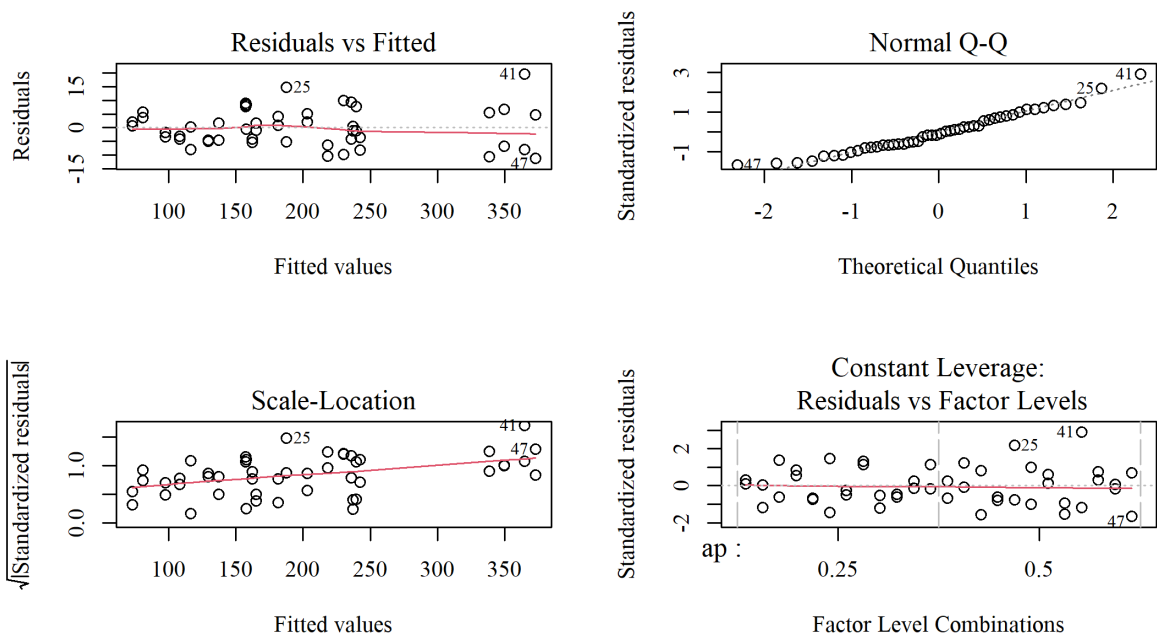 Residuals vs Fitted
Residuals
15
0
-15
41
25
47
100 150 200 250 300 350
Fitted values
Normal Q-Q
Standardized residuals
3
1
-1
41
25
47
-2 -1 0 1 2
Theoretical Quantiles
Scale-Location
√|Standardized residuals|
1.0
0.0
41
25
47
100 150 200 250 300 350
Fitted values
Constant Leverage:
Residuals vs Factor Levels
Standardized residuals
2
0
-2
41
25
47
ap :
0.25 0.5
Factor Level Combinations